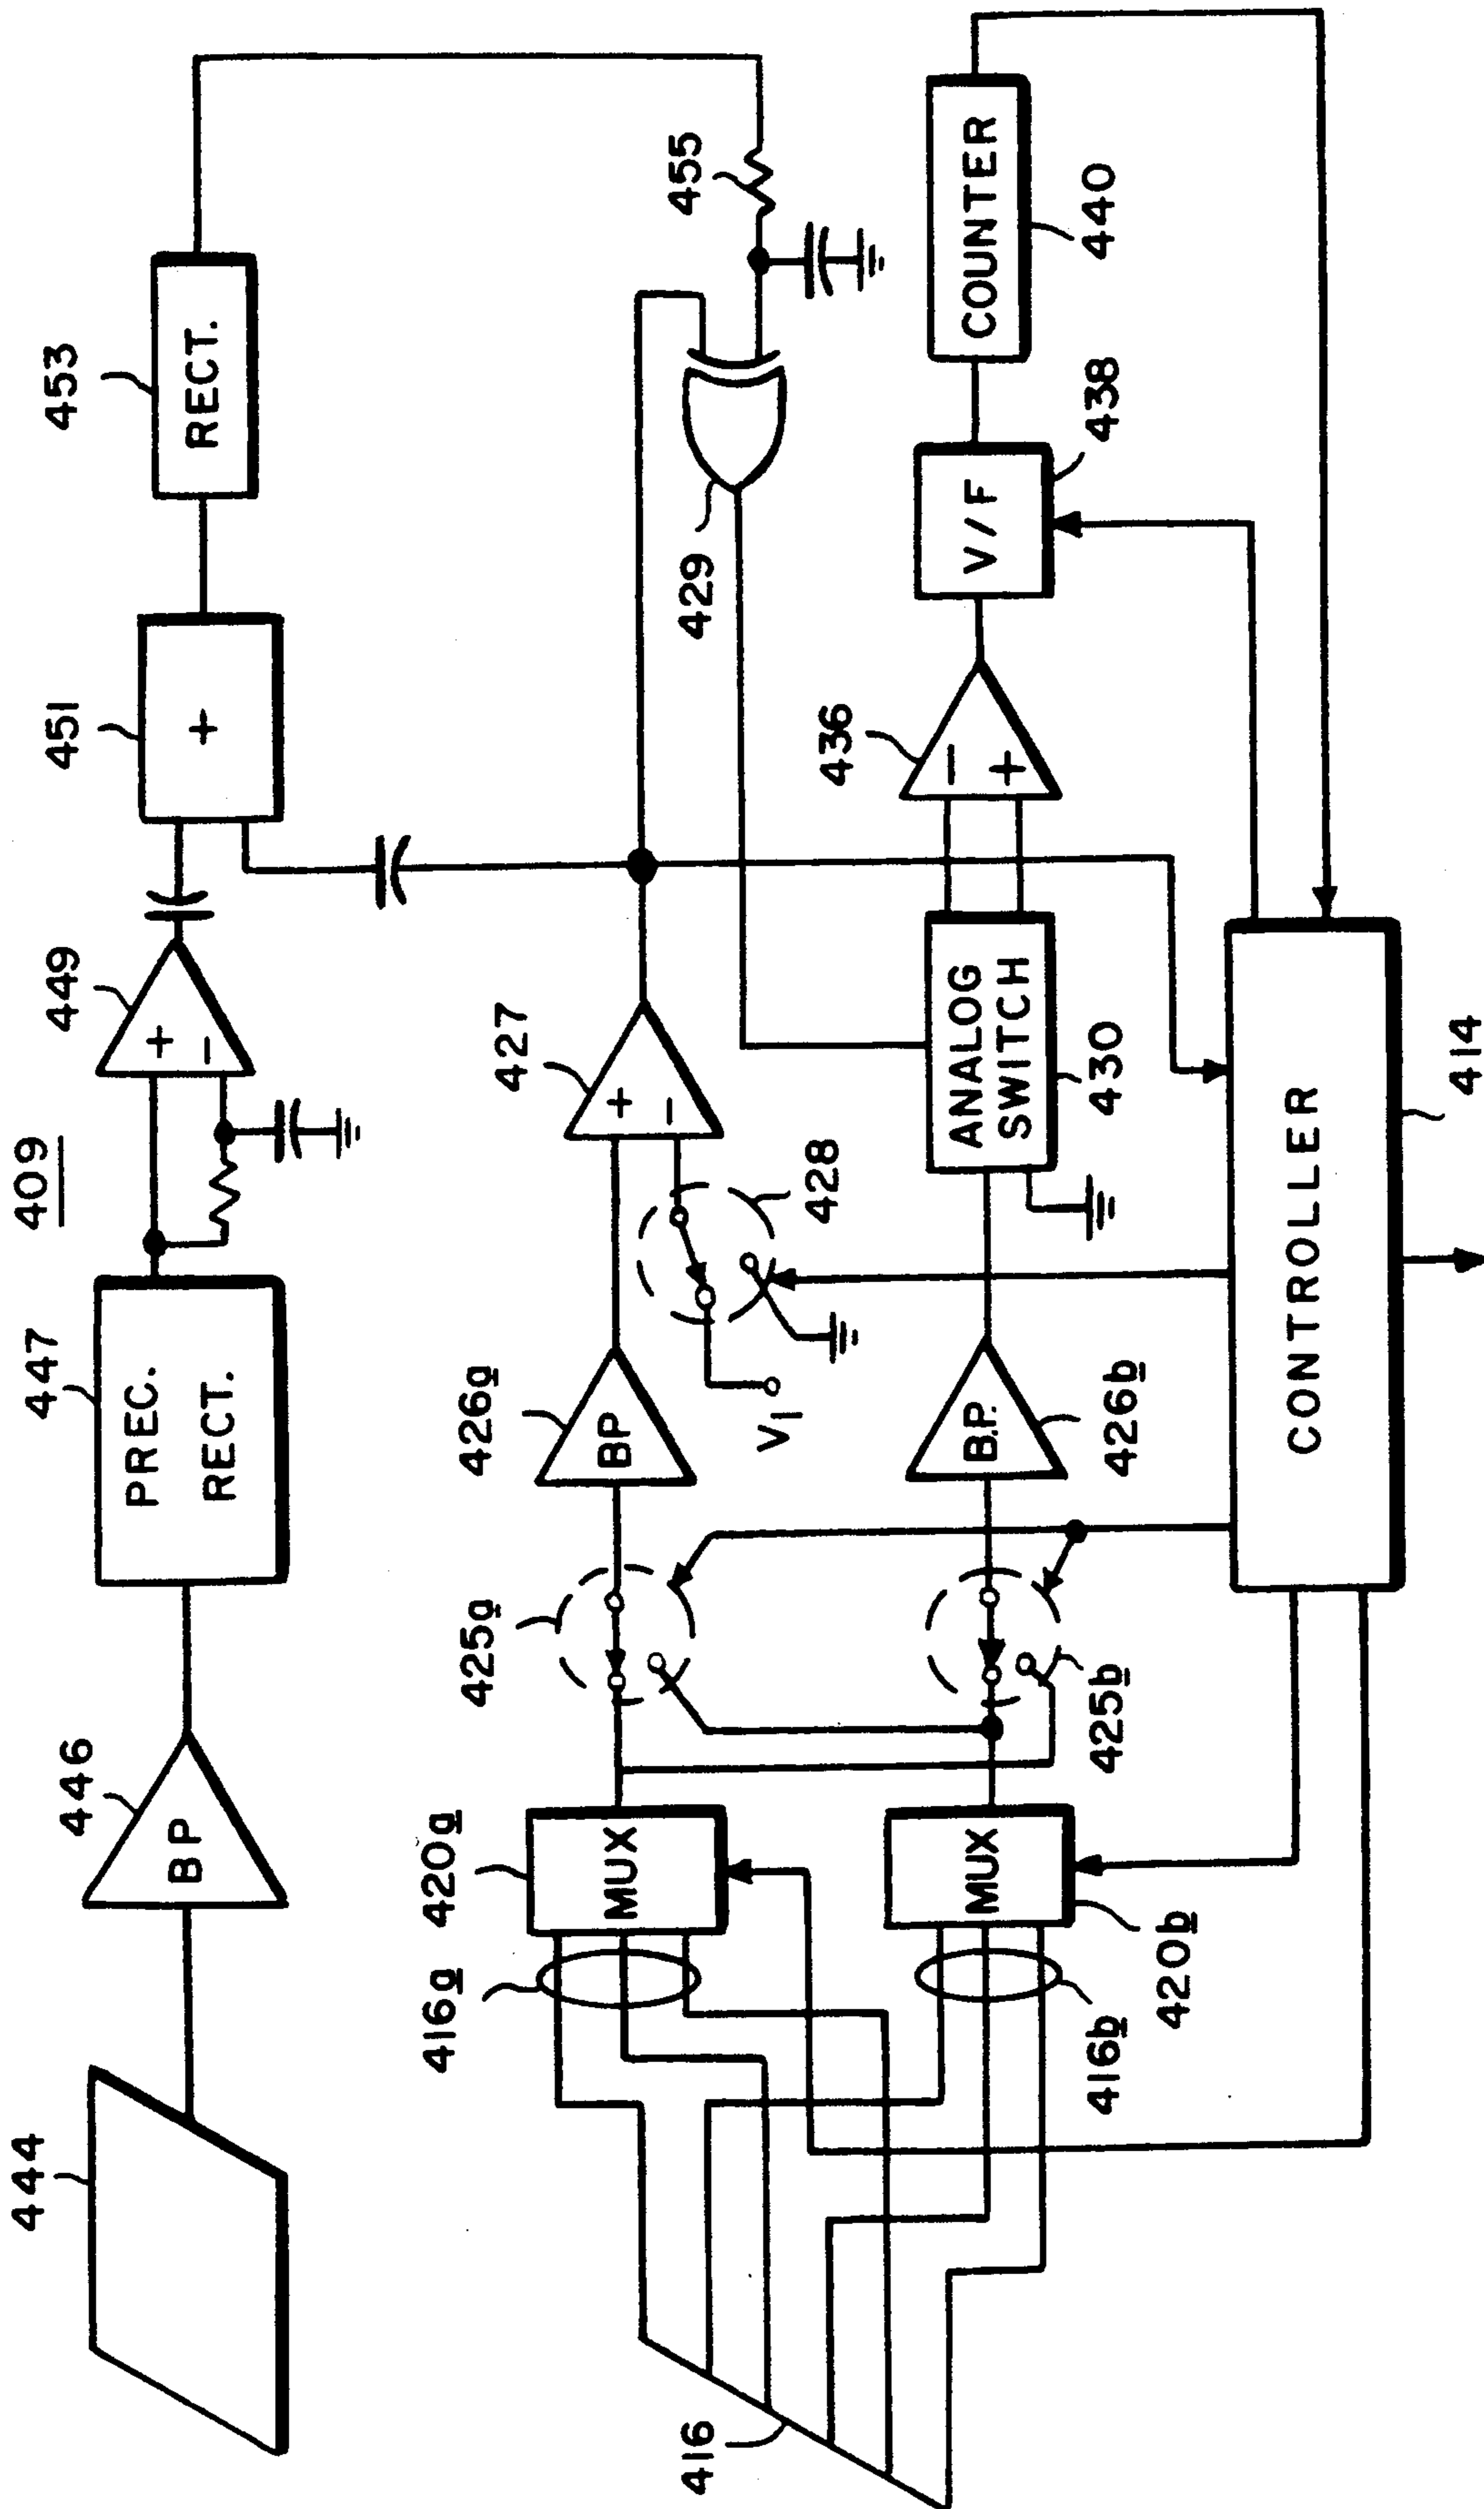 409
444
446
BP
447
PREC.
RECT.
449
+
−
451
+
453
RECT.
455
416
416a
420a
MUX
425a
426a
BP
V1
428
427
+
−
429
416b
420b
MUX
425b
426b
B.P.
ANALOG
SWITCH
430
436
−
+
V/F
438
COUNTER
440
CONTROLLER
414